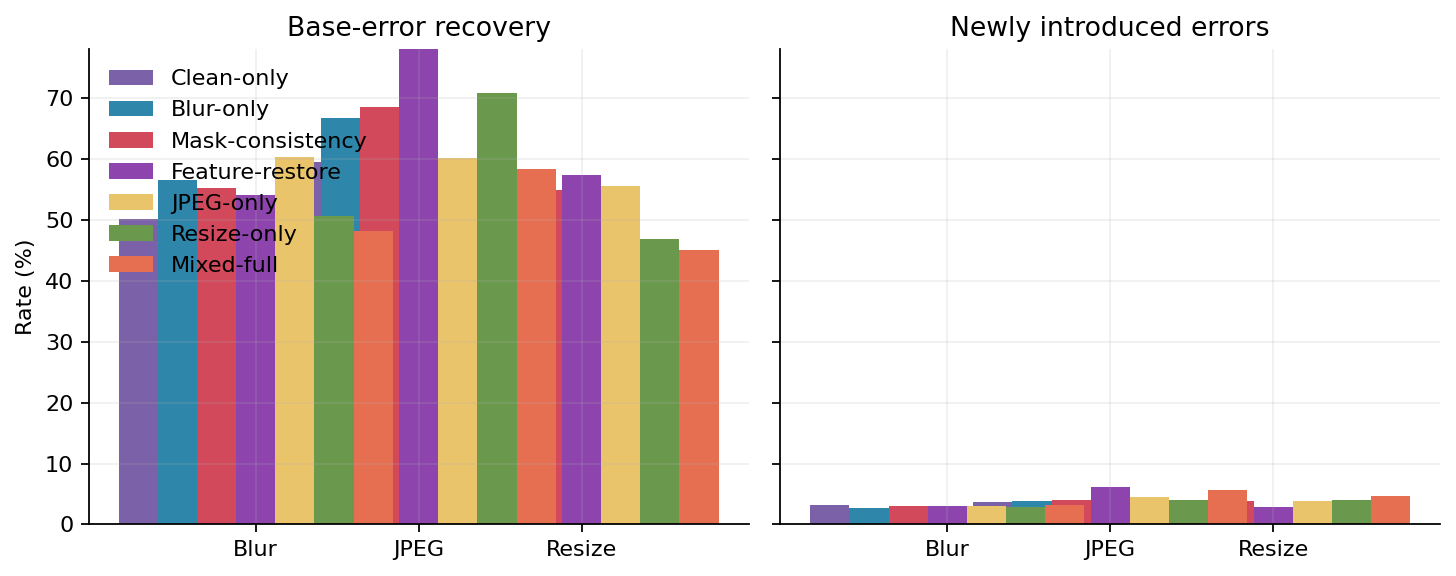 Base-error recovery
Newly introduced errors
Rate (%)
70
60
50
40
30
20
10
0
Clean-only
Blur-only
Mask-consistency
Feature-restore
JPEG-only
Resize-only
Mixed-full
Blur
JPEG
Resize
Blur
JPEG
Resize